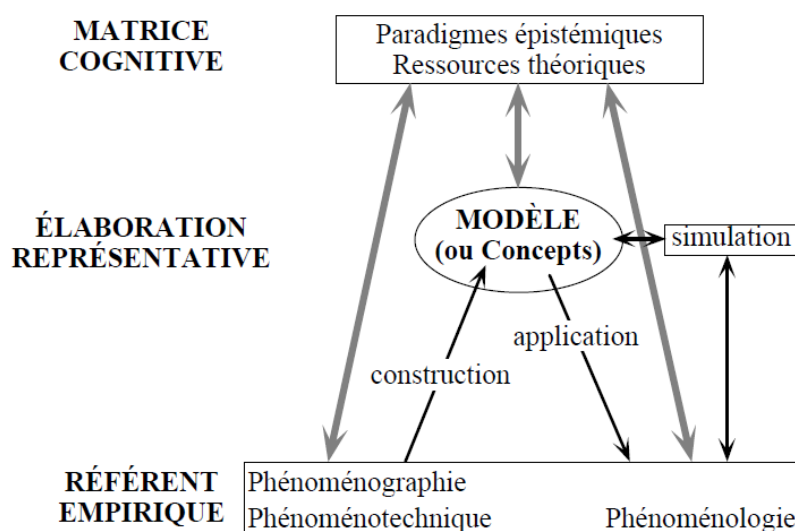 MATRICE
COGNITIVE
Paradigmes épistémiques
Ressources théoriques
ÉLABORATION
REPRÉSENTATIVE
MODÈLE
(ou Concepts)
simulation
application
construction
RÉFÉRENT
EMPIRIQUE
Phénoménographie
Phénoménotechnique
Phénoménologie